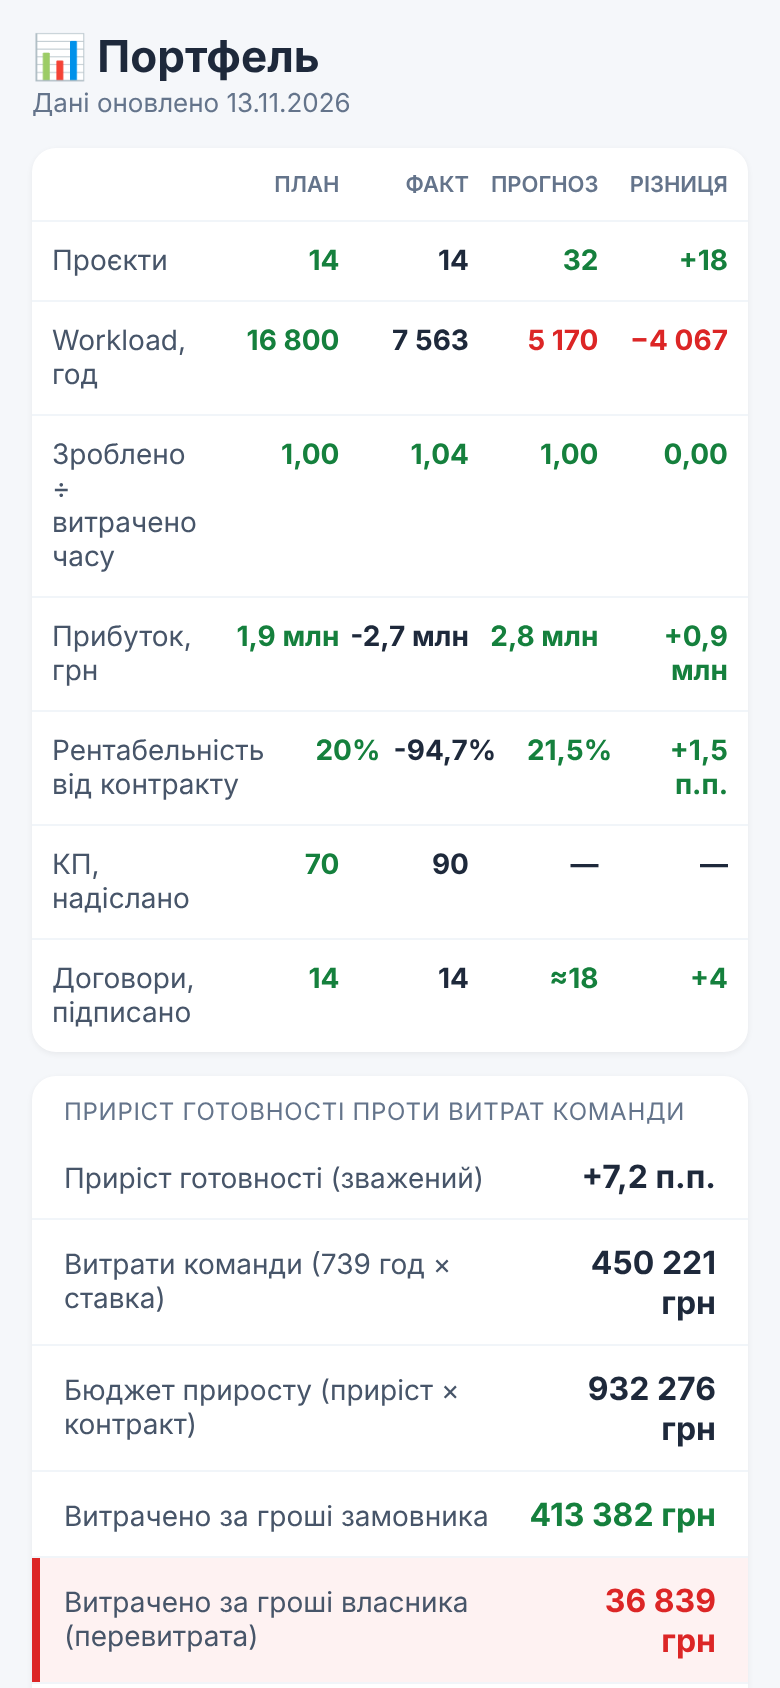 📊 Портфель
Дані оновлено 13.11.2026
ПЛАН ФАКТ ПРОГНОЗ РІЗНИЦЯ
Проєкти 14 14 32 +18
Workload, 16 800 7 563 5 170 −4 067
год
Зроблено 1,00 1,04 1,00 0,00
÷
витрачено
часу
Прибуток, 1,9 млн -2,7 млн 2,8 млн +0,9
грн млн
Рентабельність 20% -94,7% 21,5% +1,5
від контракту п.п.
КП, 70 90 — —
надіслано
Договори, 14 14 ≈18 +4
підписано
ПРИРІСТ ГОТОВНОСТІ ПРОТИ ВИТРАТ КОМАНДИ
Приріст готовності (зважений) +7,2 п.п.
Витрати команди (739 год × 450 221
ставка) грн
Бюджет приросту (приріст × 932 276
контракт) грн
Витрачено за гроші замовника 413 382 грн
Витрачено за гроші власника 36 839
(перевитрата) грн